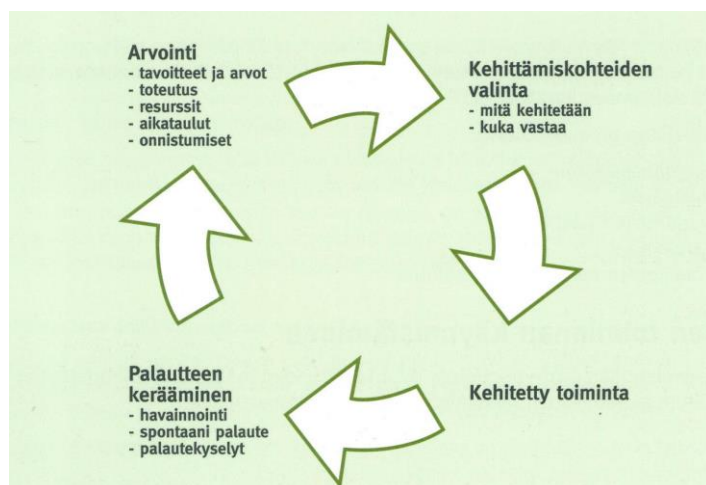 Arvointi
- tavoitteet ja arvot
- toteutus
- resurssit
- aikataulut
- onnistumiset
Kehittämiskohteiden
valinta
- mitä kehitetään
- kuka vastaa
Kehitetty toiminta
Palautteen
kerääminen
- havainnointi
- spontaani palaute
- palautekyselyt